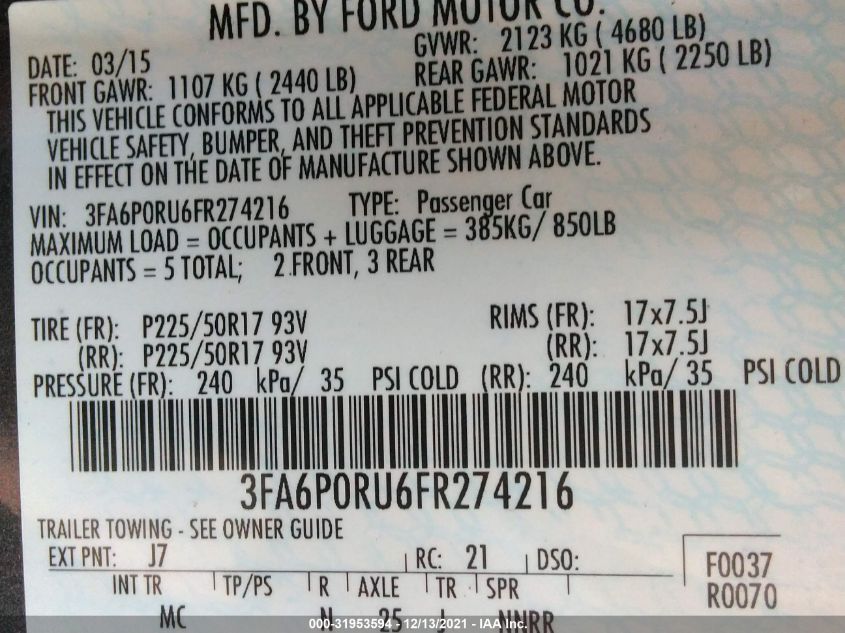 MFD. BY FORD MOTOR CO.
DATE: 03/15 GVWR: 2123 KG ( 4680 LB)
FRONT GAWR: 1107 KG ( 2440 LB) REAR GAWR: 1021 KG ( 2250 LB)
THIS VEHICLE CONFORMS TO ALL APPLICABLE FEDERAL MOTOR
VEHICLE SAFETY, BUMPER, AND THEFT PREVENTION STANDARDS
IN EFFECT ON THE DATE OF MANUFACTURE SHOWN ABOVE.
VIN: 3FA6P0RU6FR274216 TYPE: Passenger Car
MAXIMUM LOAD = OCCUPANTS + LUGGAGE = 385KG/ 850LB
OCCUPANTS = 5 TOTAL; 2 FRONT, 3 REAR
TIRE (FR): P225/50R17 93V RIMS (FR): 17x7.5J
(RR): P225/50R17 93V (RR): 17x7.5J
PRESSURE (FR): 240 kPa/ 35 PSI COLD (RR): 240 kPa/ 35 PSI COLD
3FA6P0RU6FR274216
TRAILER TOWING - SEE OWNER GUIDE
EXT PNT: J7 RC: 21 DSO: F0037
INT TR TP/PS R AXLE TR SPR R0070
MC N 25 J NNRR
000-31953594 - 12/13/2021 - IAA Inc.